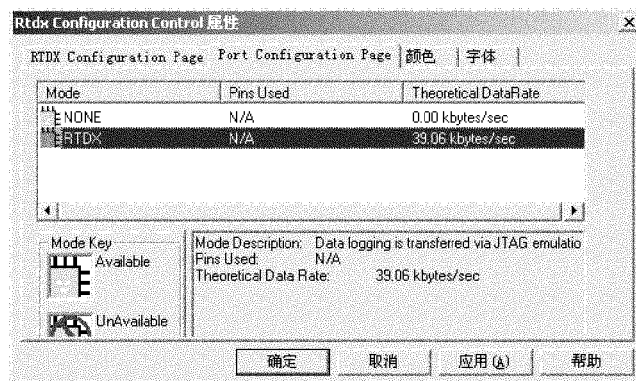 Rtdx Configuration Control 属性
RTDX Configuration Page Port Configuration Page 颜色 字体
Mode Pins Used Theoretical DataRate
NONE N/A 0.00 kbytes/sec
RTDX N/A 39.06 kbytes/sec
Mode Key
Available
UnAvailable
Mode Description: Data logging is transferred via JTAG emulatio
Pins Used: N/A
Theoretical Data Rate: 39.06 kbytes/sec
确定 取消 应用(A) 帮助